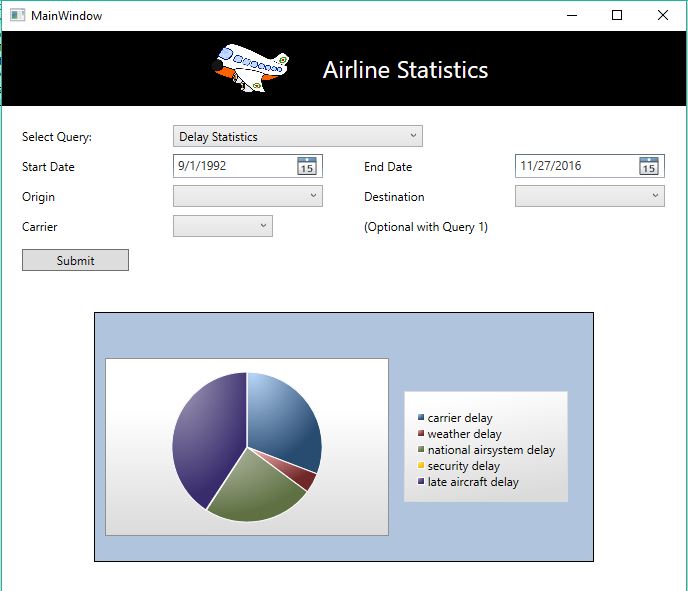 MainWindow
Airline Statistics
Select Query: Delay Statistics
Start Date 9/1/1992 15 End Date 11/27/2016 15
Origin Destination
Carrier (Optional with Query 1)
Submit
carrier delay
weather delay
national airsystem delay
security delay
late aircraft delay